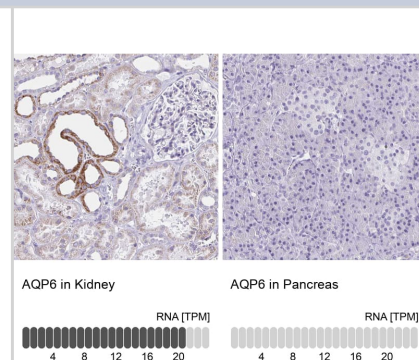 AQP6 in Kidney
AQP6 in Pancreas
RNA [TPM]
RNA [TPM]
4 8 12 16 20
4 8 12 16 20